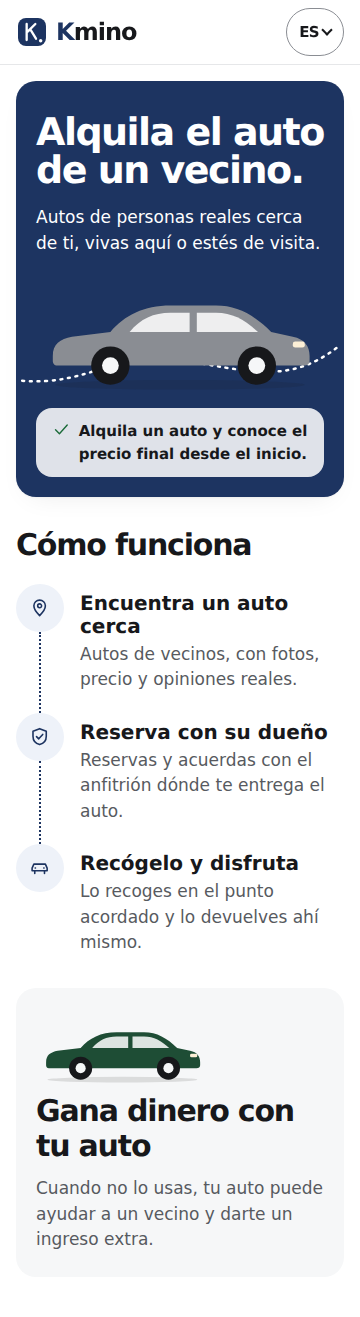 K Kmino
ES
Alquila el auto
de un vecino.
Autos de personas reales cerca
de ti, vivas aquí o estés de visita.
Alquila un auto y conoce el
precio final desde el inicio.
Cómo funciona
Encuentra un auto
cerca
Autos de vecinos, con fotos,
precio y opiniones reales.
Reserva con su dueño
Reservas y acuerdas con el
anfitrión dónde te entrega el
auto.
Recógelo y disfruta
Lo recoges en el punto
acordado y lo devuelves ahí
mismo.
Gana dinero con
tu auto
Cuando no lo usas, tu auto puede
ayudar a un vecino y darte un
ingreso extra.